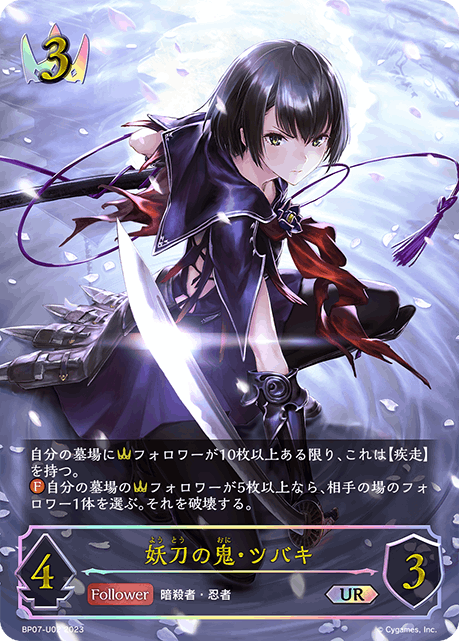 3
自分の墓場にフォロワーが10枚以上ある限り、これは【疾走】
を持つ。
F 自分の墓場のフォロワーが5枚以上なら、相手の場のフォ
ロワー1体を選ぶ。それを破壊する。
ようとう おに
妖刀の鬼・ツバキ
4
Follower 暗殺者・忍者
UR
3
2023
© Cygames, Inc.